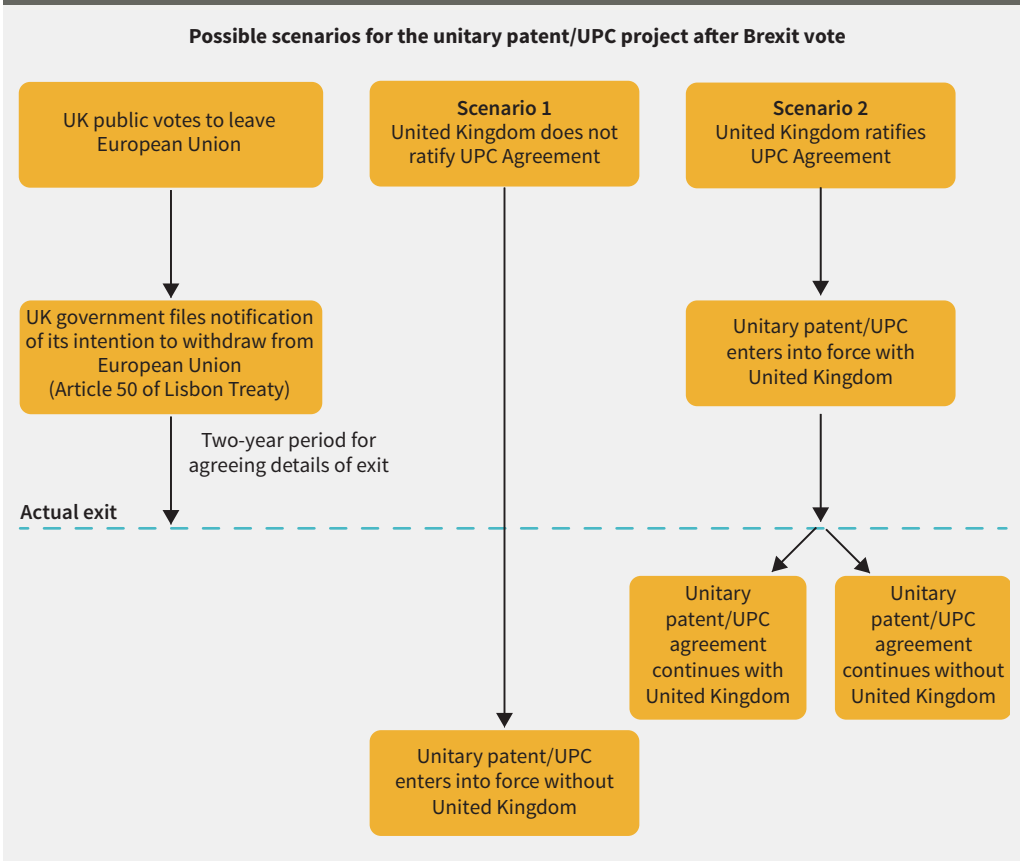 Possible scenarios for the unitary patent/UPC project after Brexit vote
UK public votes to leave
European Union
UK government files notification
of its intention to withdraw from
European Union
(Article 50 of Lisbon Treaty)
Two-year period for
agreeing details of exit
Actual exit
Scenario 1
United Kingdom does not
ratify UPC Agreement
Unitary patent/UPC
enters into force without
United Kingdom
Scenario 2
United Kingdom ratifies
UPC Agreement
Unitary patent/UPC
enters into force with
United Kingdom
Unitary
patent/UPC
agreement
continues with
United Kingdom
Unitary
patent/UPC
agreement
continues without
United Kingdom